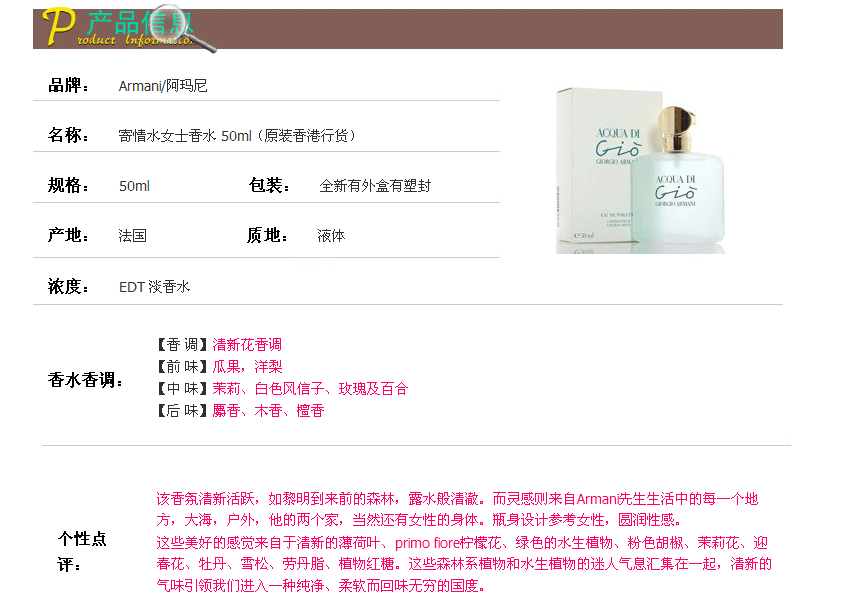 产品信息
Product Information
品牌： Armani/阿玛尼
名称： 寄情水女士香水 50ml（原装香港行货）
ACQUA DI
Giò
GIORGIO ARMANI
ACQUA DI
Giò
GIORGIO ARMANI
规格： 50ml 包装： 全新有外盒有塑封
产地： 法国 质地： 液体
浓度： EDT 淡香水
香水香调：
【香 调】清新花香调
【前 味】瓜果，洋梨
【中 味】茉莉、白色风信子、玫瑰及百合
【后 味】麝香、木香、檀香
个性点评：
该香氛清新活跃，如黎明到来前的森林，露水般清澈。而灵感则来自Armani先生生活中的每一个地
方，大海，户外，他的两个家，当然还有女性的身体。瓶身设计参考女性，圆润性感。
这些美好的感觉来自于清新的薄荷叶、primo fiore柠檬花、绿色的水生植物、粉色胡椒、茉莉花、迎
春花、牡丹、雪松、劳丹脂、植物红糖。这些森林系植物和水生植物的迷人气息汇集在一起，清新的
气味引领我们进入一种纯净、柔软而回味无穷的国度。